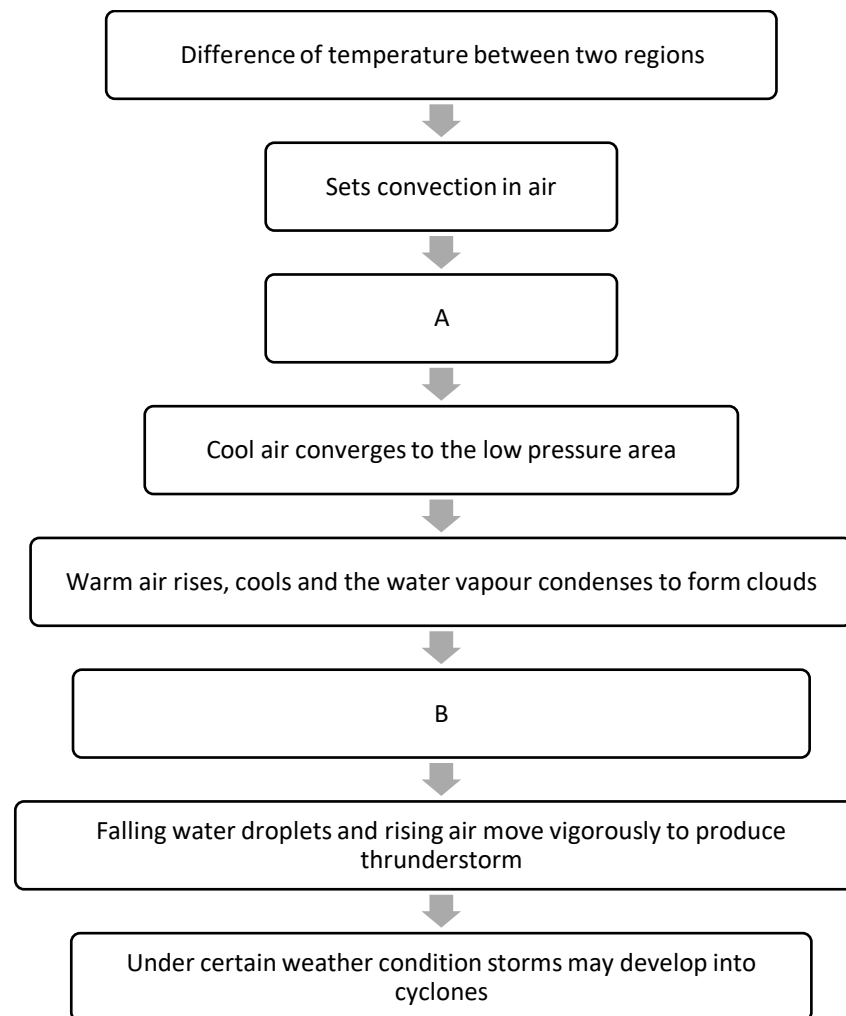 Difference of temperature between two regions
Sets convection in air
A
Cool air converges to the low pressure area
Warm air rises, cools and the water vapour condenses to form clouds
B
Falling water droplets and rising air move vigorously to produce
thrunderstorm
Under certain weather condition storms may develop into
cyclones